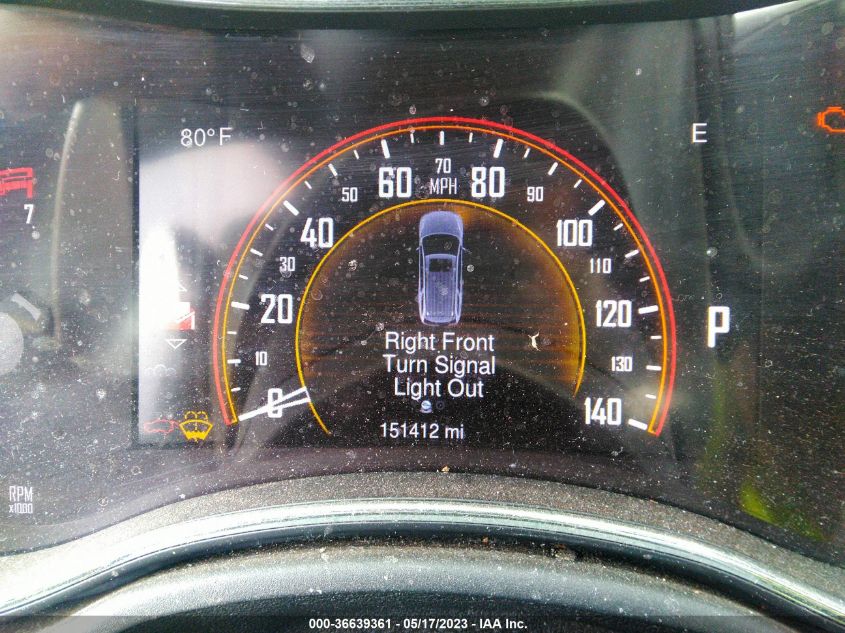 80°F
E
7
0
10
20
30
40
50
60
70
MPH
80
90
100
110
120
130
140
P
Right Front
Turn Signal
Light Out
151412 mi
RPM
x1000
000-36639361 - 05/17/2023 - IAA Inc.